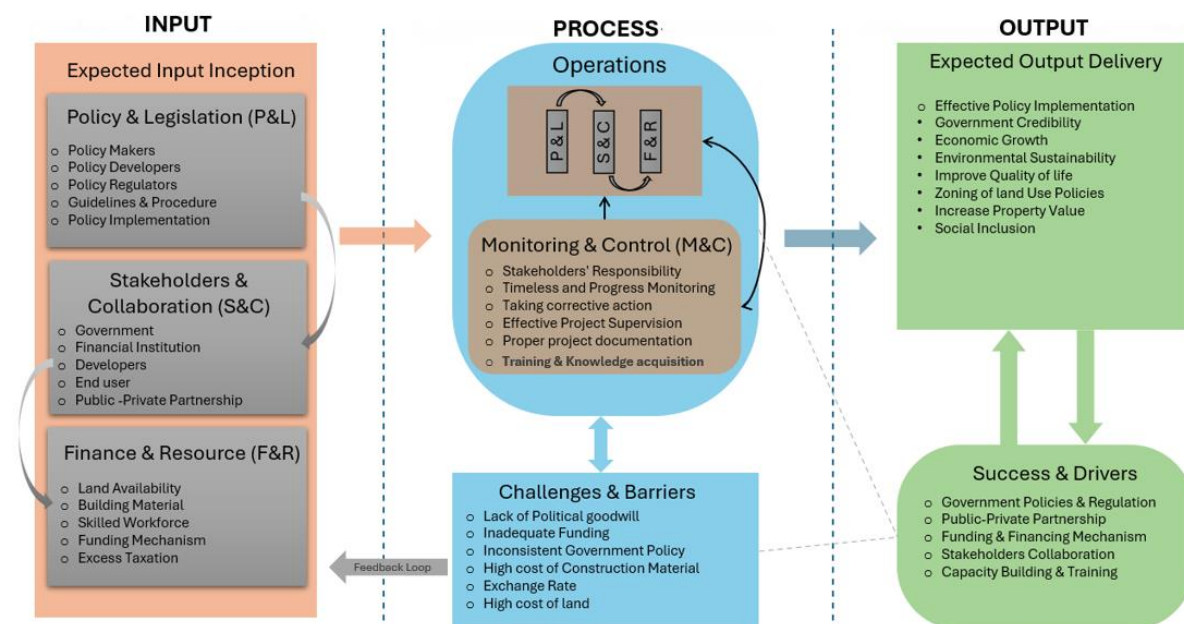 INPUT
Expected Input Inception
Policy & Legislation (P&L)
Policy Makers
Policy Developers
Policy Regulators
Guidelines & Procedure
Policy Implementation
Stakeholders &
Collaboration (S&C)
Government
Financial Institution
Developers
End user
Public -Private Partnership
Finance & Resource (F&R)
Land Availability
Building Material
Skilled Workforce
Funding Mechanism
Excess Taxation
PROCESS
Operations
P & L
S & C
F & R
Monitoring & Control (M&C)
Stakeholders' Responsibility
Timeless and Progress Monitoring
Taking corrective action
Effective Project Supervision
Proper project documentation
Training & Knowledge acquisition
Challenges & Barriers
Lack of Political goodwill
Inadequate Funding
Inconsistent Government Policy
High cost of Construction Material
Exchange Rate
High cost of land
Feedback Loop
OUTPUT
Expected Output Delivery
Effective Policy Implementation
Government Credibility
Economic Growth
Environmental Sustainability
Improve Quality of life
Zoning of land Use Policies
Increase Property Value
Social Inclusion
Success & Drivers
Government Policies & Regulation
Public-Private Partnership
Funding & Financing Mechanism
Stakeholders Collaboration
Capacity Building & Training